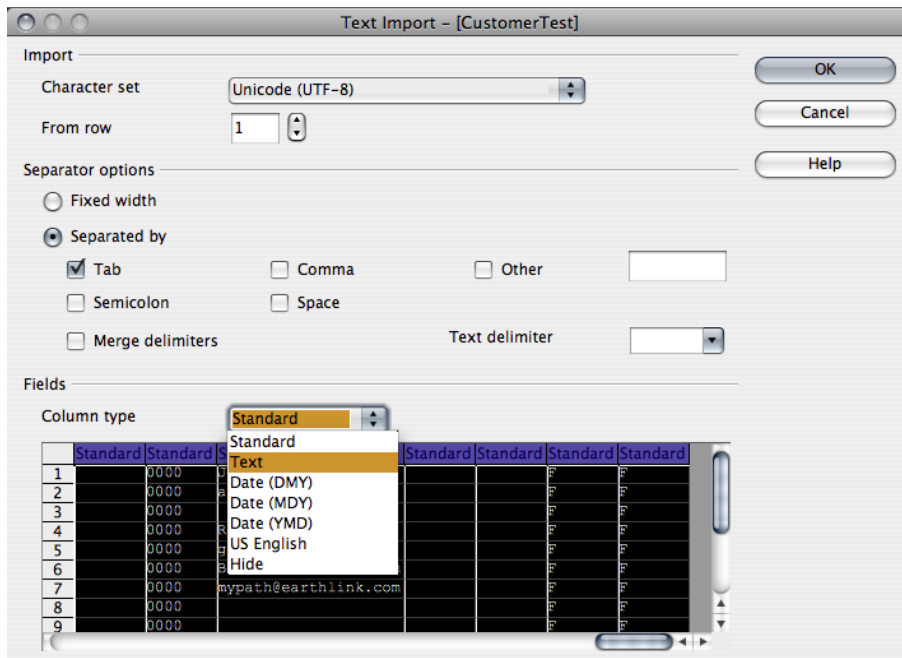 Text Import – [CustomerTest]
Import
OK
Character set
Unicode (UTF–8)
Cancel
From row
1
Help
Separator options
Fixed width
Separated by
Tab
Comma
Other
Semicolon
Space
Merge delimiters
Text delimiter
Fields
Column type
Standard
Standard
Text
Date (DMY)
Date (MDY)
Date (YMD)
US English
Hide
Standard Standard Standard Standard Standard Standard
1 0000 F F
2 0000 F F
3 0000 F F
4 0000 F F
5 0000 F F
6 0000 F F
7 0000 mypath@earthlink.com F F
8 0000 F F
9 0000 F F